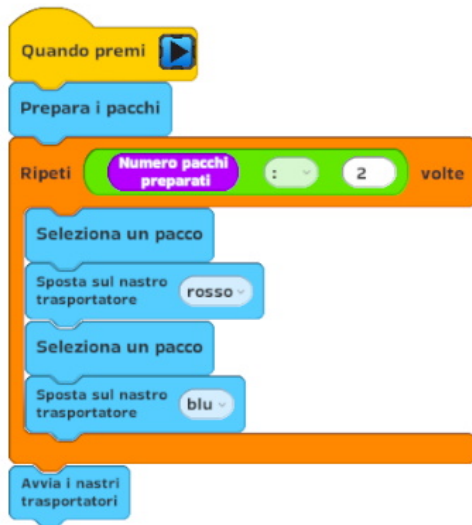 Quando premi
Prepara i pacchi
Ripeti Numero pacchi preparati : 2 volte
Seleziona un pacco
Sposta sul nastro trasportatore rosso
Seleziona un pacco
Sposta sul nastro trasportatore blu
Avvia i nastri
trasportatori